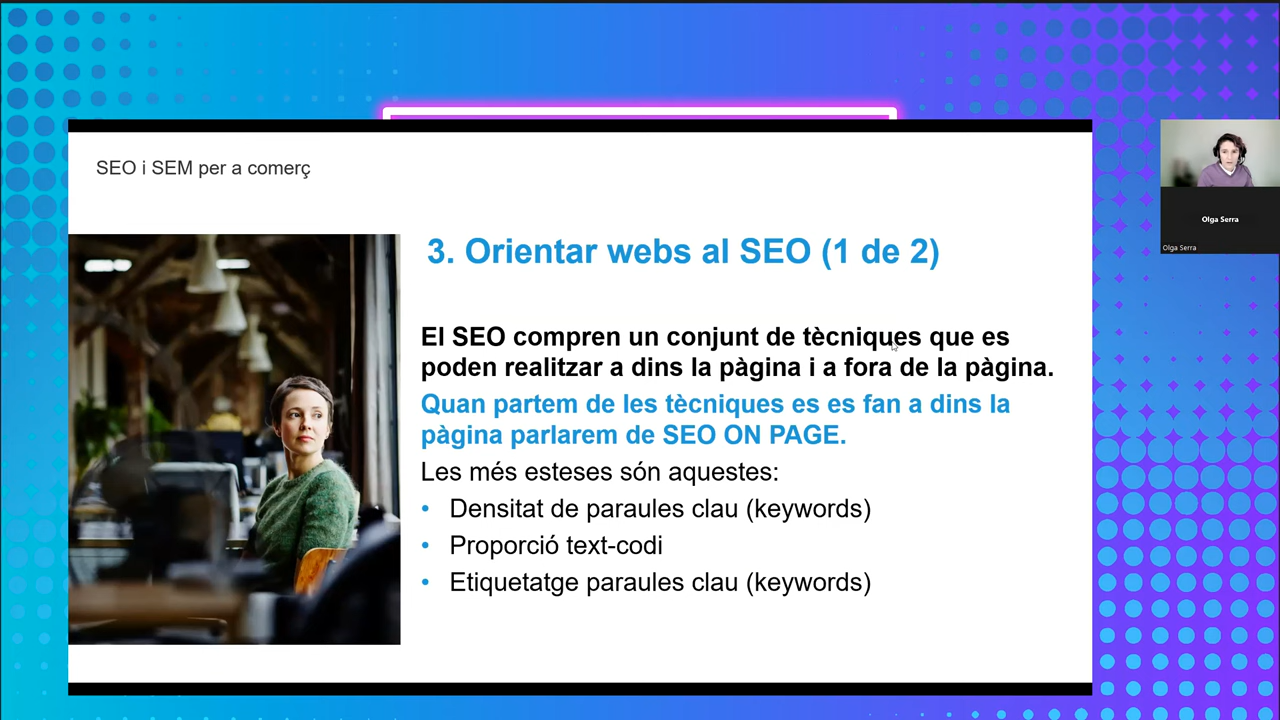 SEO i SEM per a comerç
3. Orientar webs al SEO (1 de 2)
El SEO compren un conjunt de tècniques que es
poden realitzar a dins la pàgina i a fora de la pàgina.
Quan partem de les tècniques es es fan a dins la
pàgina parlarem de SEO ON PAGE.
Les més esteses són aquestes:
• Densitat de paraules clau (keywords)
• Proporció text-codi
• Etiquetatge paraules clau (keywords)
Olga Serra
Olga Serra